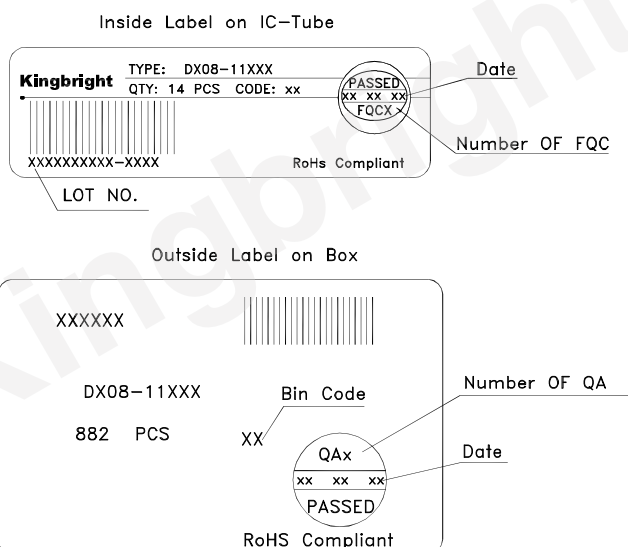 Inside Label on IC-Tube
Kingbright
TYPE: DX08-11XXX
QTY: 14 PCS CODE: xx
PASSED
xx xx xx
FQCX
Date
Number OF FQC
XXXXXXXXXX-XXXX
RoHs Compliant
LOT NO.
Outside Label on Box
XXXXXX
DX08-11XXX
Bin Code
Number OF QA
882 PCS
XX
QAx
Date
xx xx xx
PASSED
RoHS Compliant
Kingbright